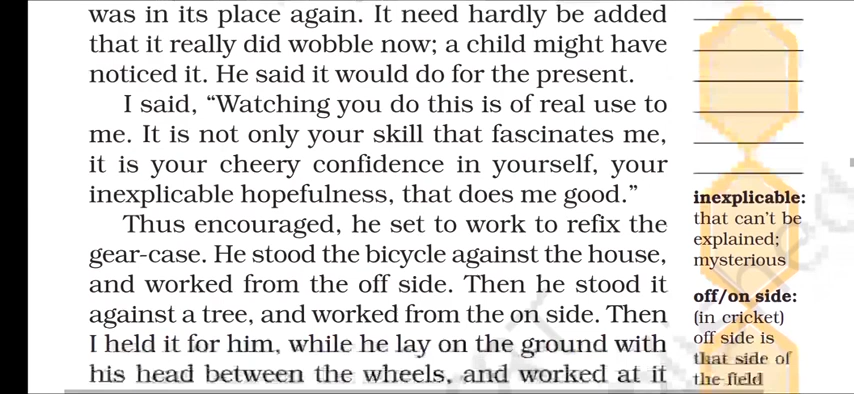 was in its place again. It need hardly be added
that it really did wobble now; a child might have
noticed it. He said it would do for the present.
I said, “Watching you do this is of real use to
me. It is not only your skill that fascinates me,
it is your cheery confidence in yourself, your
inexplicable hopefulness, that does me good.”
Thus encouraged, he set to work to refix the
gear-case. He stood the bicycle against the house,
and worked from the off side. Then he stood it
against a tree, and worked from the on side. Then
I held it for him, while he lay on the ground with
his head between the wheels, and worked at it
inexplicable:
that can’t be
explained;
mysterious
off/on side:
(in cricket)
off side is
that side of
the field